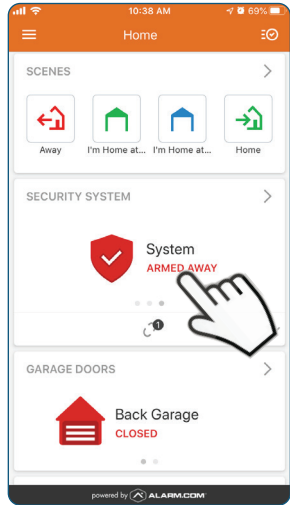 10:38 AM
69%
Home
SCENES
Away
I'm Home at...
I'm Home at...
Home
SECURITY SYSTEM
System
ARMED AWAY
1
GARAGE DOORS
Back Garage
CLOSED
powered by ALARM.COM